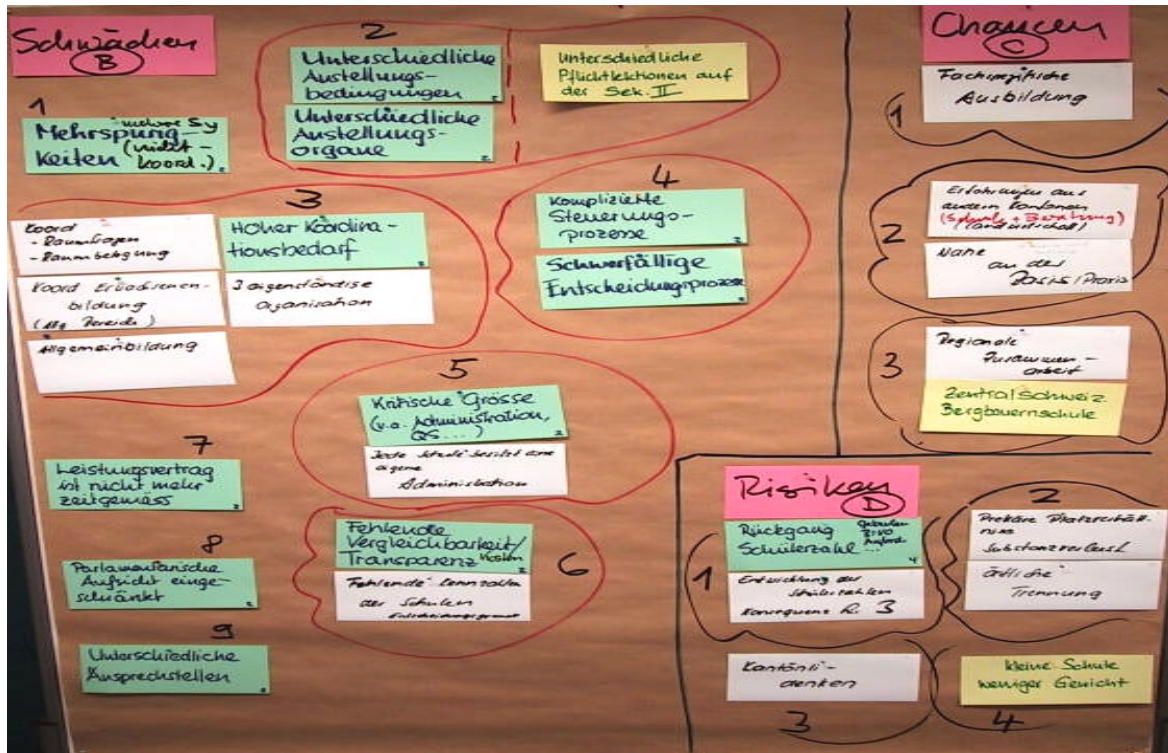 Schwächen
B
1
Mehrspurig-
keiten
mehrere Sy
(nicht-
koord.)
2
Unterschiedliche
Anstellungs-
bedingungen
Unterschiedliche
Anstellungs-
organe
Unterschiedliche
Pflichtlektionen auf
der Sek. II
3
Koord
- Raumfragen
- Raumbelegung
Koord Erwachsenen-
bildung
(Allg Bereich)
Allgemeinbildung
Hoher Koordina-
tionsbedarf
3 eigenständige
Organisation
4
Komplizierte
Steuerungs-
prozesse
Schwerfällige
Entscheidungsprozesse
5
Kritische Grösse
(v.a. Administration,
QS...)
Jede Schule besitzt eine
eigene
Administration
6
Fehlende
Vergleichbarkeit/
Transparenz Kosten
Fehlende Kennzahlen
der Schulen
7
Leistungsvertrag
ist nicht mehr
zeitgemäss
8
Parlamentarische
Aufsicht einge-
schränkt
9
Unterschiedliche
Ansprechstellen
Chancen
C
1
Fachspezifische
Ausbildung
2
Erfahrungen aus
andern Kantonen
(Schule + Beratung)
(Landwirtschaft)
Nähe
an der
Basis/Praxis
3
Regionale
Zusammen-
arbeit
Zentralschweiz.
Bergbauernschule
Risiken
D
1
Rückgang
Schülerzahl...
Entwicklung der
Schülerzahlen
Konsequenz
2
Prekäre Platzverhält-
nisse
Substanzverlust
örtliche
Trennung
3
Kantönli-
denken
4
kleine Schule
weniger Gewicht